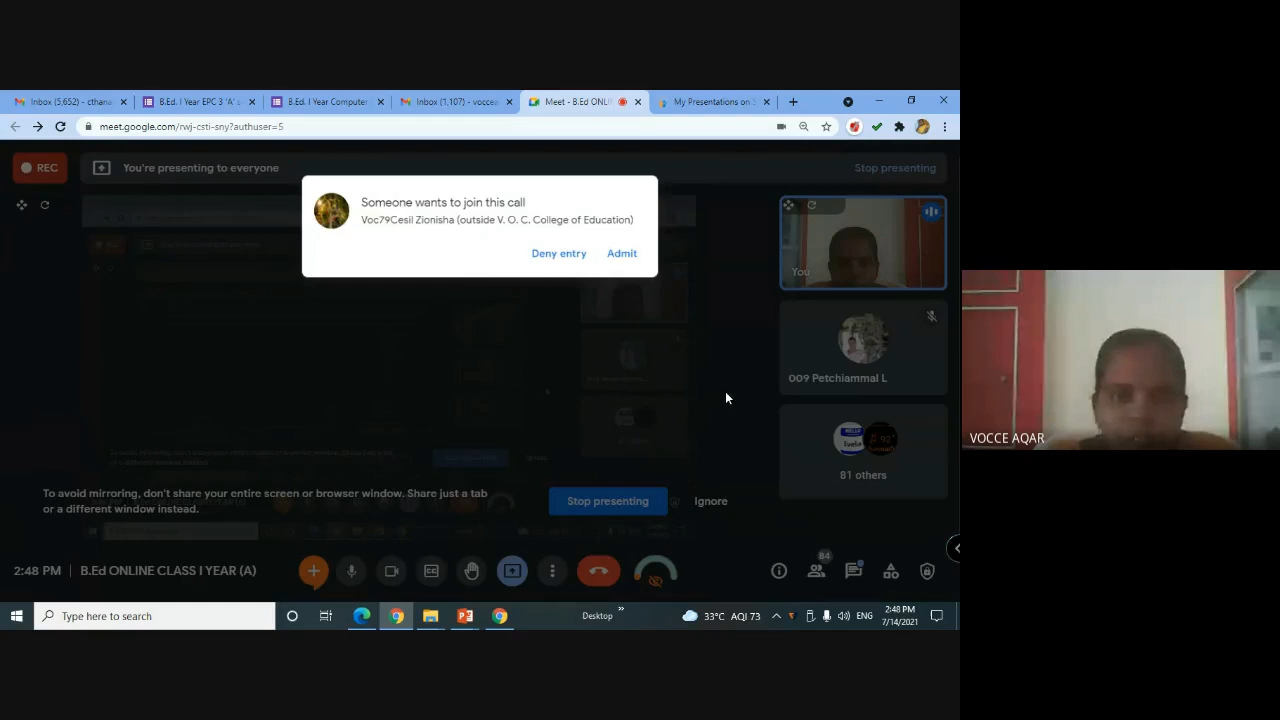 Inbox (5,652) - cthana
B.Ed. I Year EPC 3 'A' s
B.Ed. I Year Computer
Inbox (1,107) - voccea
Meet - B.Ed ONLI
My Presentations on S
meet.google.com/rwj-csti-sny?authuser=5
REC
You're presenting to everyone
Stop presenting
Someone wants to join this call
Voc79Cesil Zionisha (outside V. O. C. College of Education)
Deny entry
Admit
You
009 Petchiammal L
HELLO
92°
81 others
VOCCE AQAR
To avoid mirroring, don't share your entire screen or browser window. Share just a tab
or a different window instead.
Stop presenting
Ignore
2:48 PM | B.Ed ONLINE CLASS I YEAR (A)
84
Type here to search
Desktop
33°C AQI 73
ENG
2:48 PM
7/14/2021